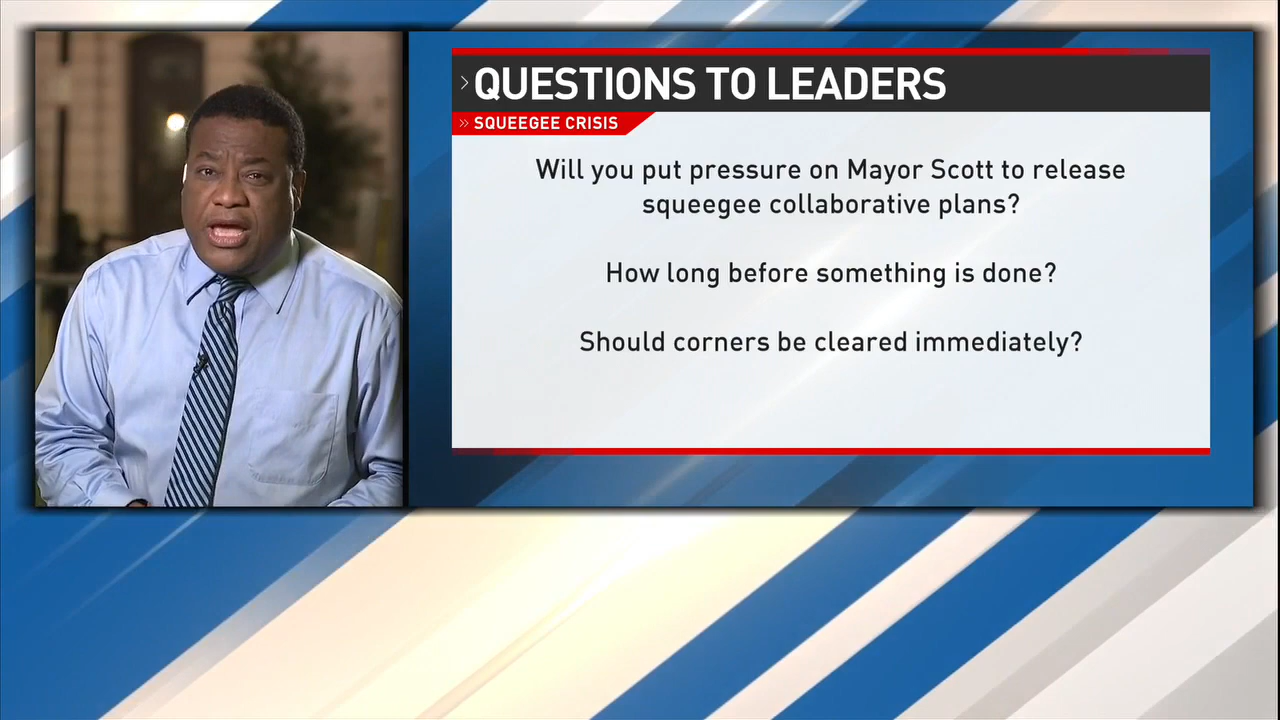 QUESTIONS TO LEADERS
SQUEEGEE CRISIS
Will you put pressure on Mayor Scott to release
squeegee collaborative plans?
How long before something is done?
Should corners be cleared immediately?